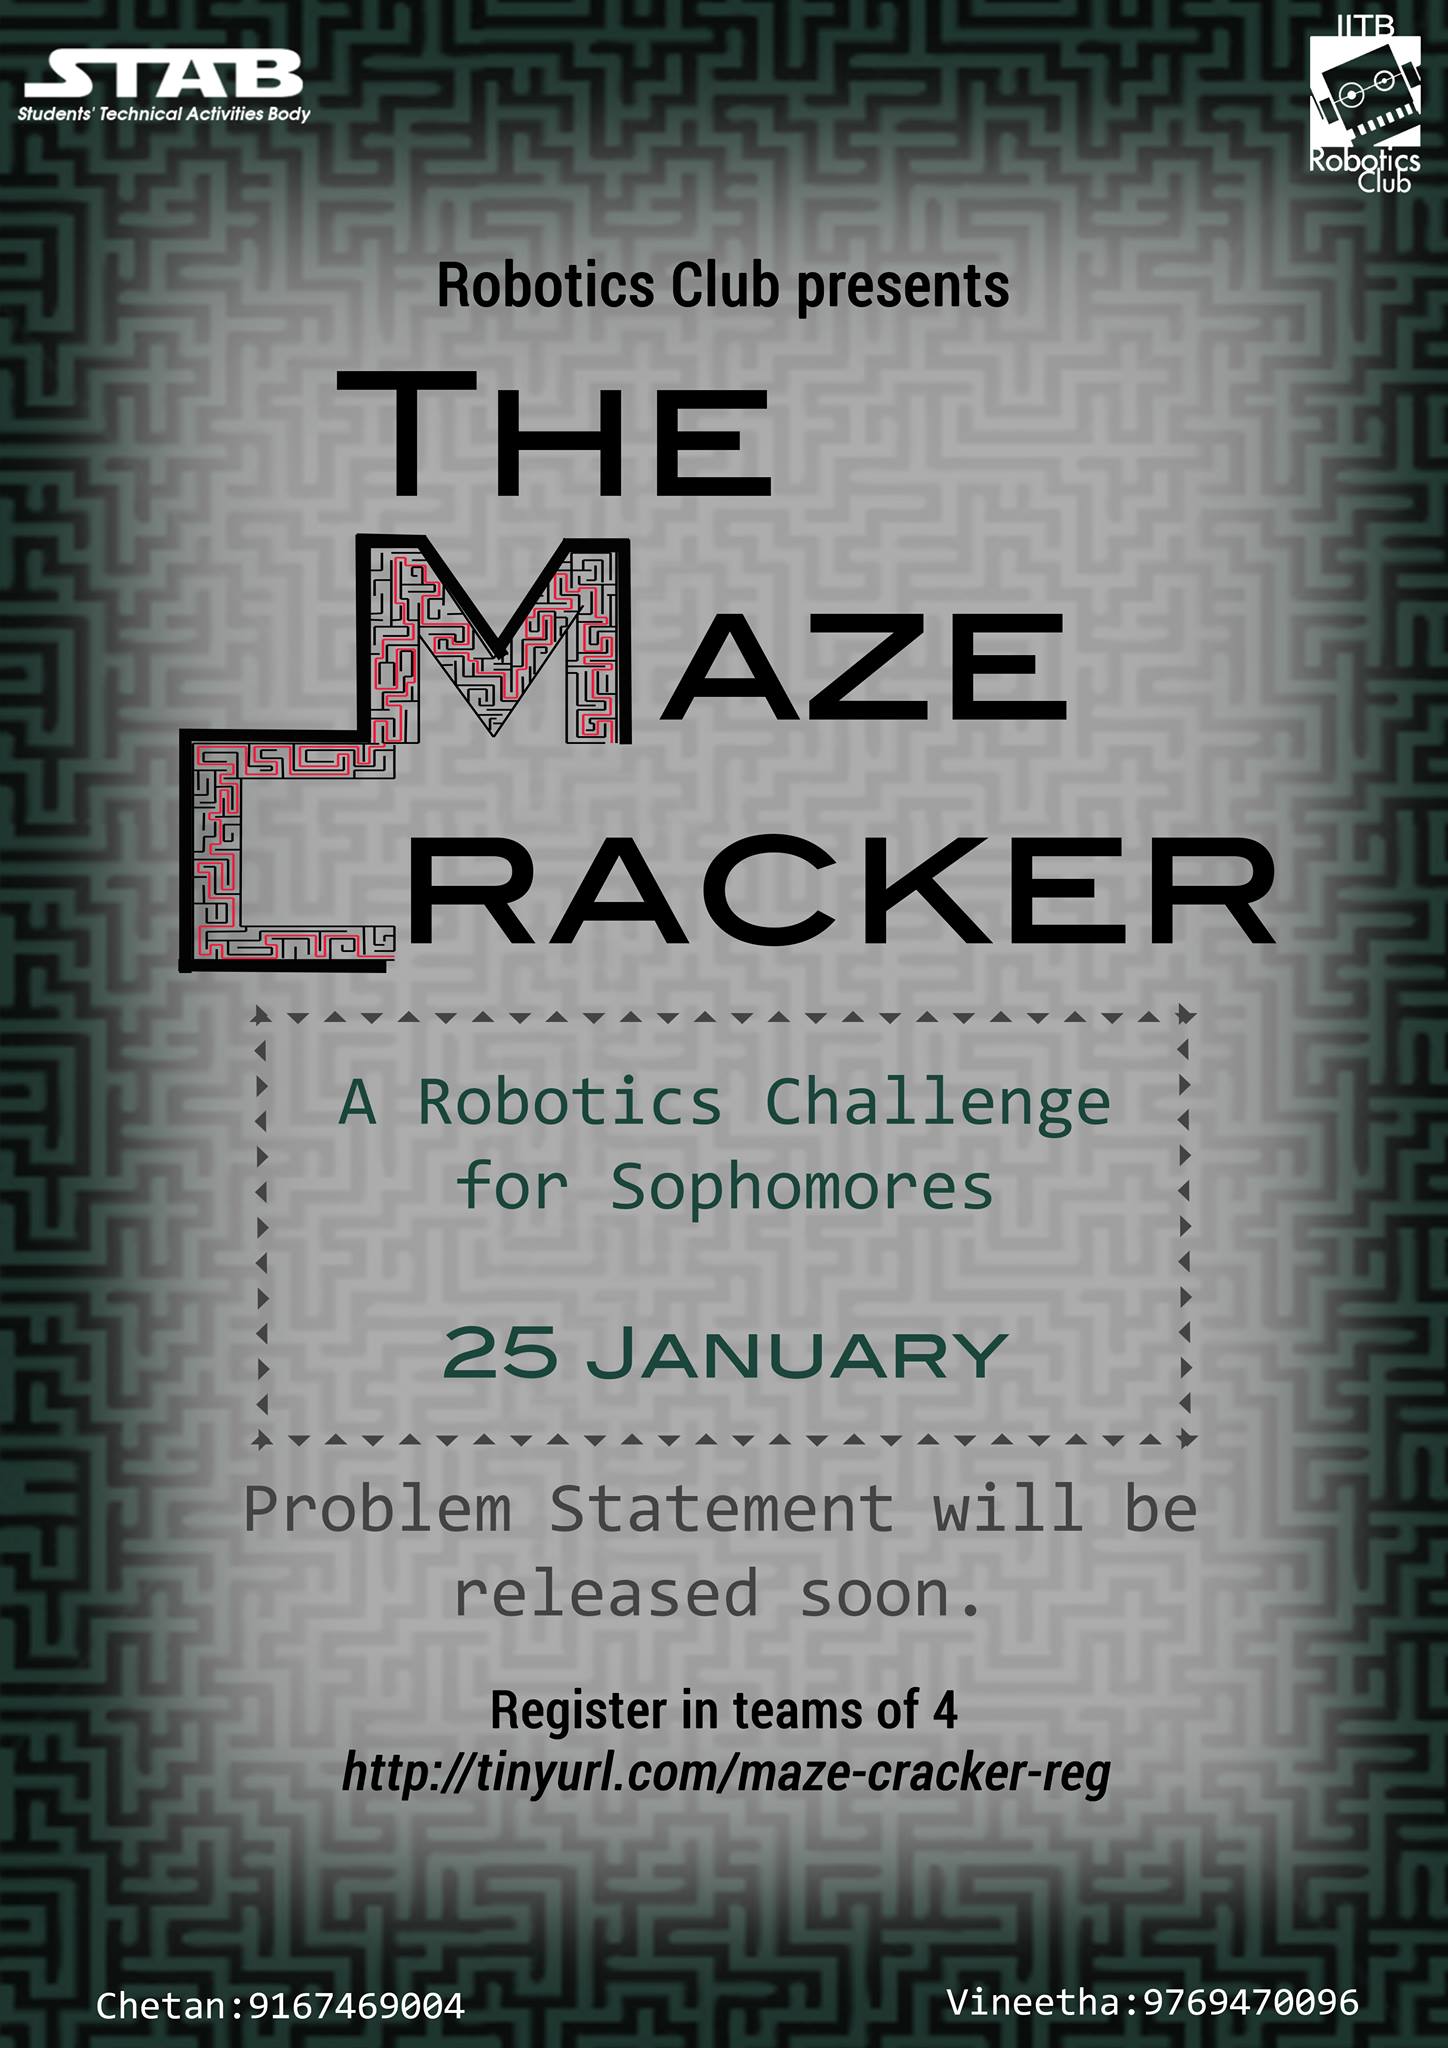 STAB
Students' Technical Activities Body
IITB
Robotics
Club
Robotics Club presents
THE
MAZE
CRACKER
A Robotics Challenge
for Sophomores
25 JANUARY
Problem Statement will be
released soon.
Register in teams of 4
http://tinyurl.com/maze-cracker-reg
Chetan:9167469004
Vineetha:9769470096